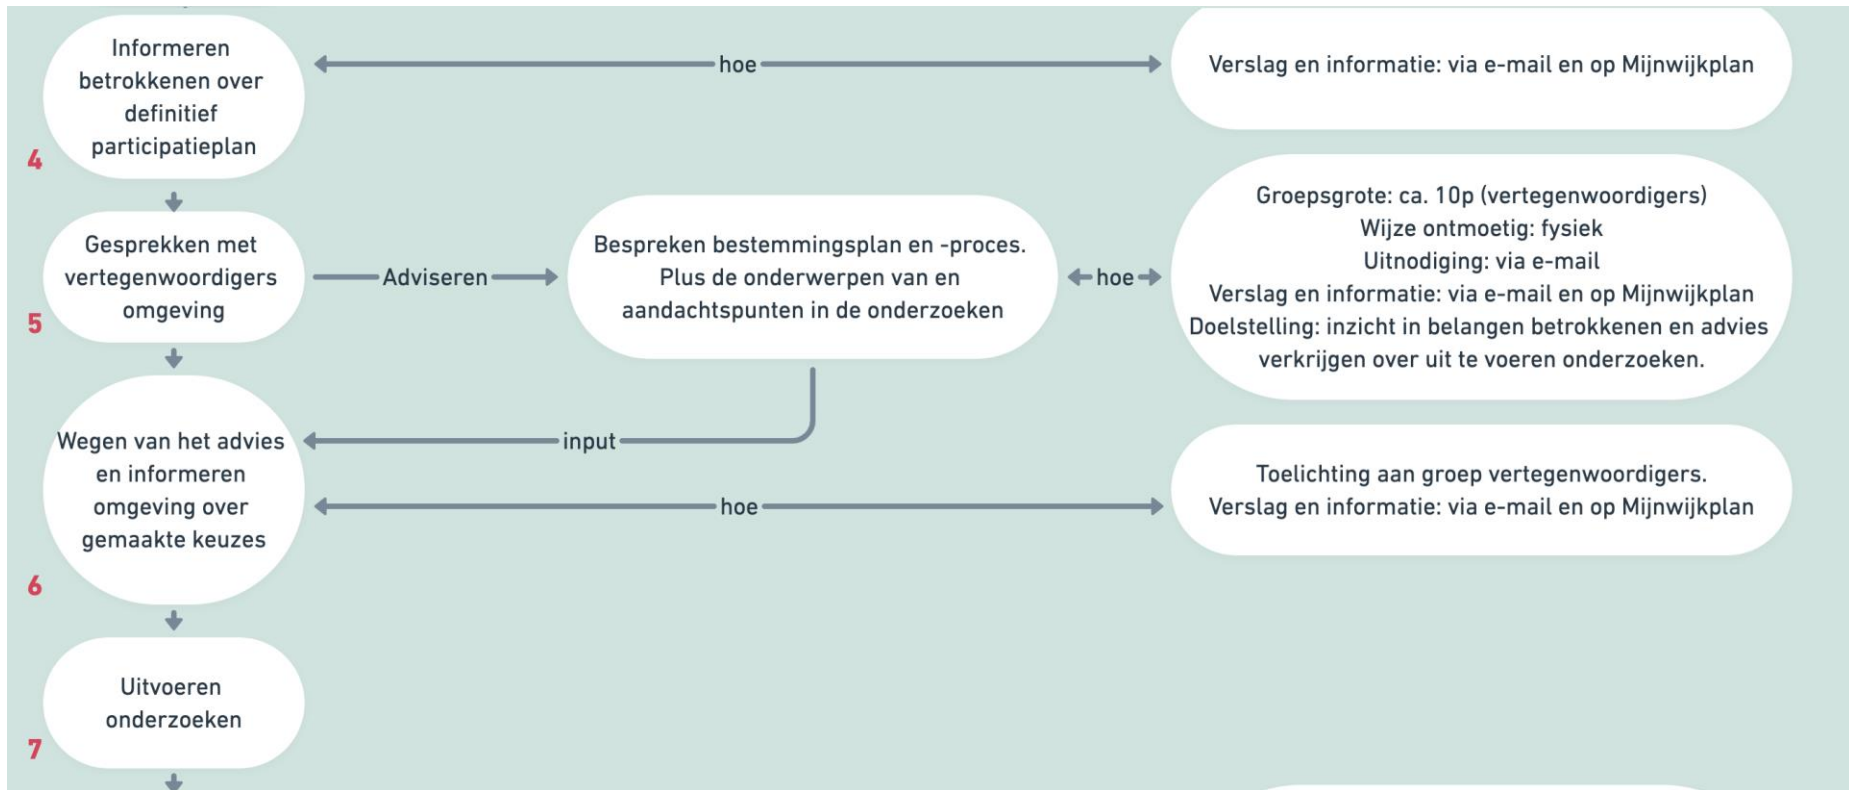 Informeren
betrokkenen over
definitief
participatieplan
hoe
Verslag en informatie: via e-mail en op Mijnwijkplan
4
Gesprekken met
vertegenwoordigers
omgeving
Adviseren
Bespreken bestemmingsplan en -proces.
Plus de onderwerpen van en
aandachtspunten in de onderzoeken
hoe
Groepsgrote: ca. 10p (vertegenwoordigers)
Wijze ontmoetig: fysiek
Uitnodiging: via e-mail
Verslag en informatie: via e-mail en op Mijnwijkplan
Doelstelling: inzicht in belangen betrokkenen en advies
verkrijgen over uit te voeren onderzoeken.
5
Wegen van het advies
en informeren
omgeving over
gemaakte keuzes
input
hoe
Toelichting aan groep vertegenwoordigers.
Verslag en informatie: via e-mail en op Mijnwijkplan
6
Uitvoeren
onderzoeken
7